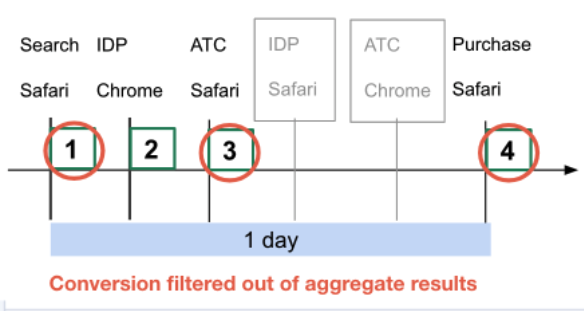 Search IDP ATC IDP ATC Purchase
Safari Chrome Safari Safari Chrome Safari
1 2 3 4
1 day
Conversion filtered out of aggregate results